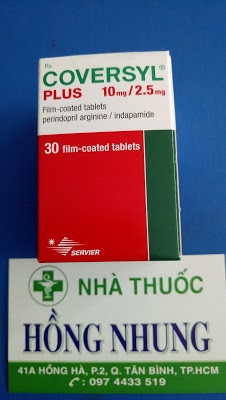 Rx
COVERSYL®
PLUS 10mg/2.5mg
Film-coated tablets
perindopril arginine / indapamide
30 film-coated tablets
SERVIER
NHÀ THUỐC
HỒNG NHUNG
41A HỒNG HÀ, P.2, Q. TÂN BÌNH, TP.HCM
: 097 4433 519